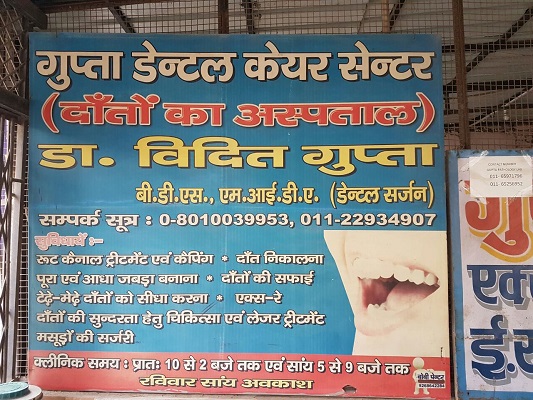 गुप्ता डेन्टल केयर सेन्टर
(दाँतों का अस्पताल)
डा. विदित गुप्ता
बी.डी.एस., एम.आई.डी.ए. (डेन्टल सर्जन)
सम्पर्क सूत्र : 0-8010039953, 011-22934907
सुविधायें :-
रूट कैनाल ट्रीटमैंट एवं कैपिंग * दाँत निकालना
पूरा एवं आधा जबड़ा बनाना * दाँतों की सफाई
टेढ़े-मेढ़े दाँतों को सीधा करना * एक्स-रे
दाँतों की सुन्दरता हेतु चिकित्सा एवं लेजर ट्रीटमैंट
मसूड़ों की सर्जरी
क्लीनिक समय : प्रातः 10 से 2 बजे तक एवं सांय 5 से 9 बजे तक
रविवार सांय अवकाश